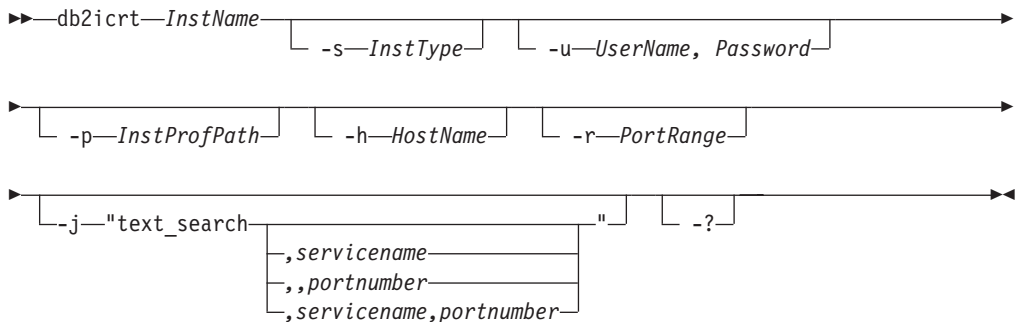 db2icrt InstName -s InstType -u UserName, Password
-p InstProfPath -h HostName -r PortRange
-j "text_search " -?
,servicename
,,portnumber
,servicename,portnumber